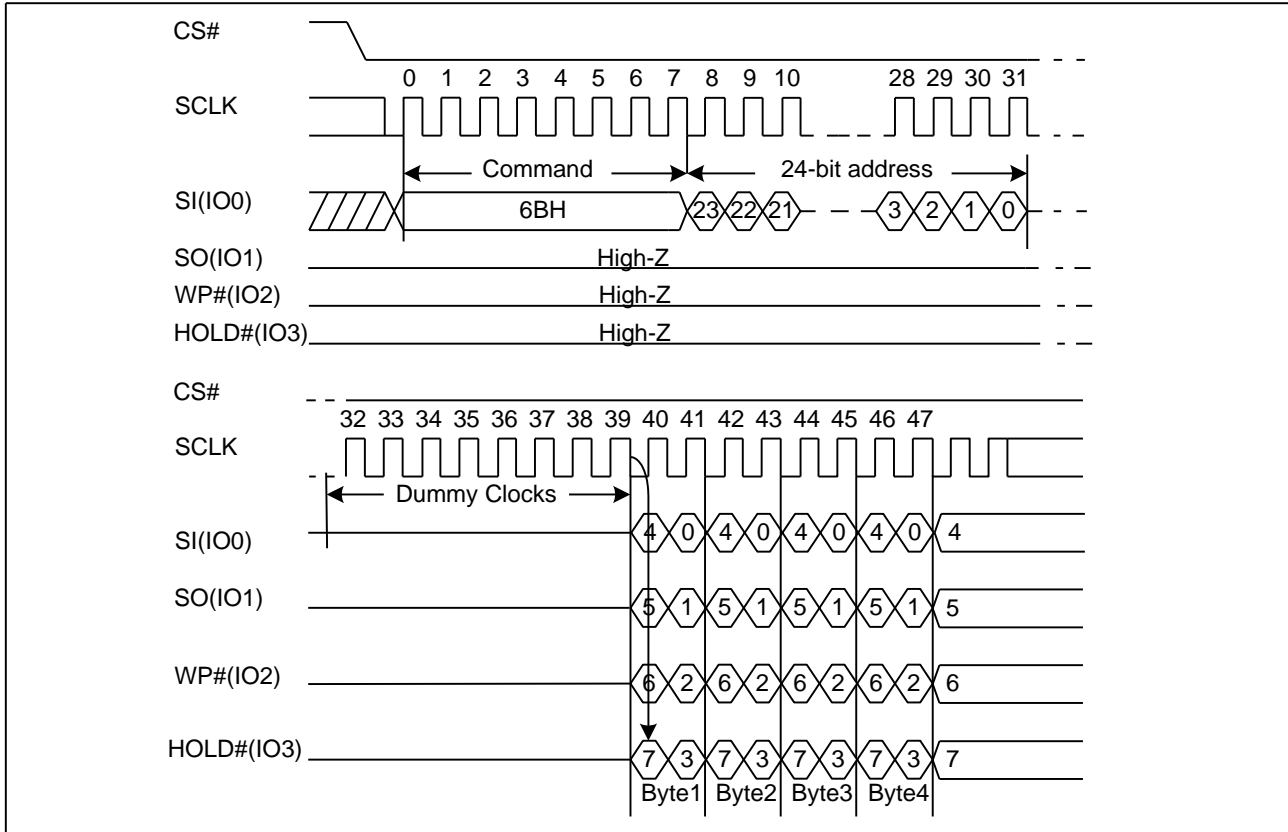 CS#
0 1 2 3 4 5 6 7 8 9 10 28 29 30 31
SCLK
Command 24-bit address
SI(IO0) 6BH 23 22 21 3 2 1 0
SO(IO1) High-Z
WP#(IO2) High-Z
HOLD#(IO3) High-Z
CS#
32 33 34 35 36 37 38 39 40 41 42 43 44 45 46 47
SCLK
Dummy Clocks
SI(IO0) 4 0 4 0 4 0 4 0 4
SO(IO1) 5 1 5 1 5 1 5 1 5
WP#(IO2) 6 2 6 2 6 2 6 2 6
HOLD#(IO3) 7 3 7 3 7 3 7 3 7
Byte1 Byte2 Byte3 Byte4